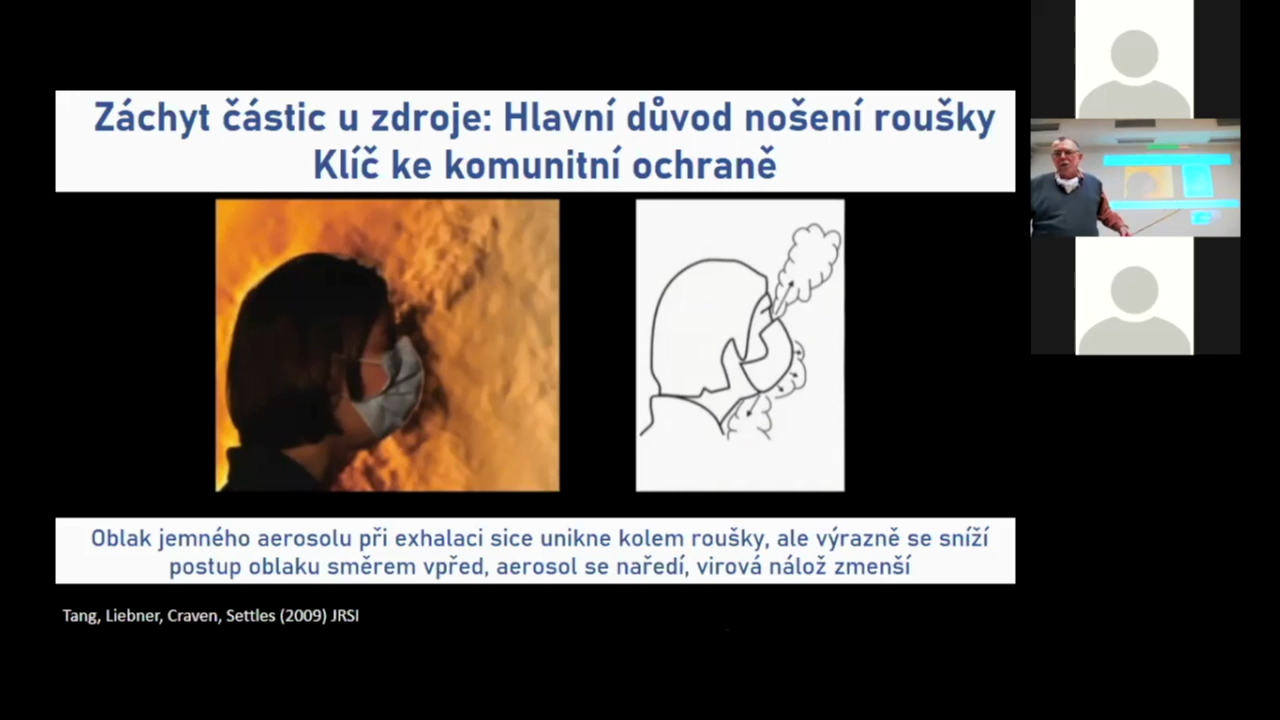 Záchyt částic u zdroje: Hlavní důvod nošení roušky
Klíč ke komunitní ochraně
Oblak jemného aerosolu při exhalaci sice unikne kolem roušky, ale výrazně se sníží
postup oblaku směrem vpřed, aerosol se naředí, virová nálož zmenší
Tang, Liebner, Craven, Settles (2009) JRSI